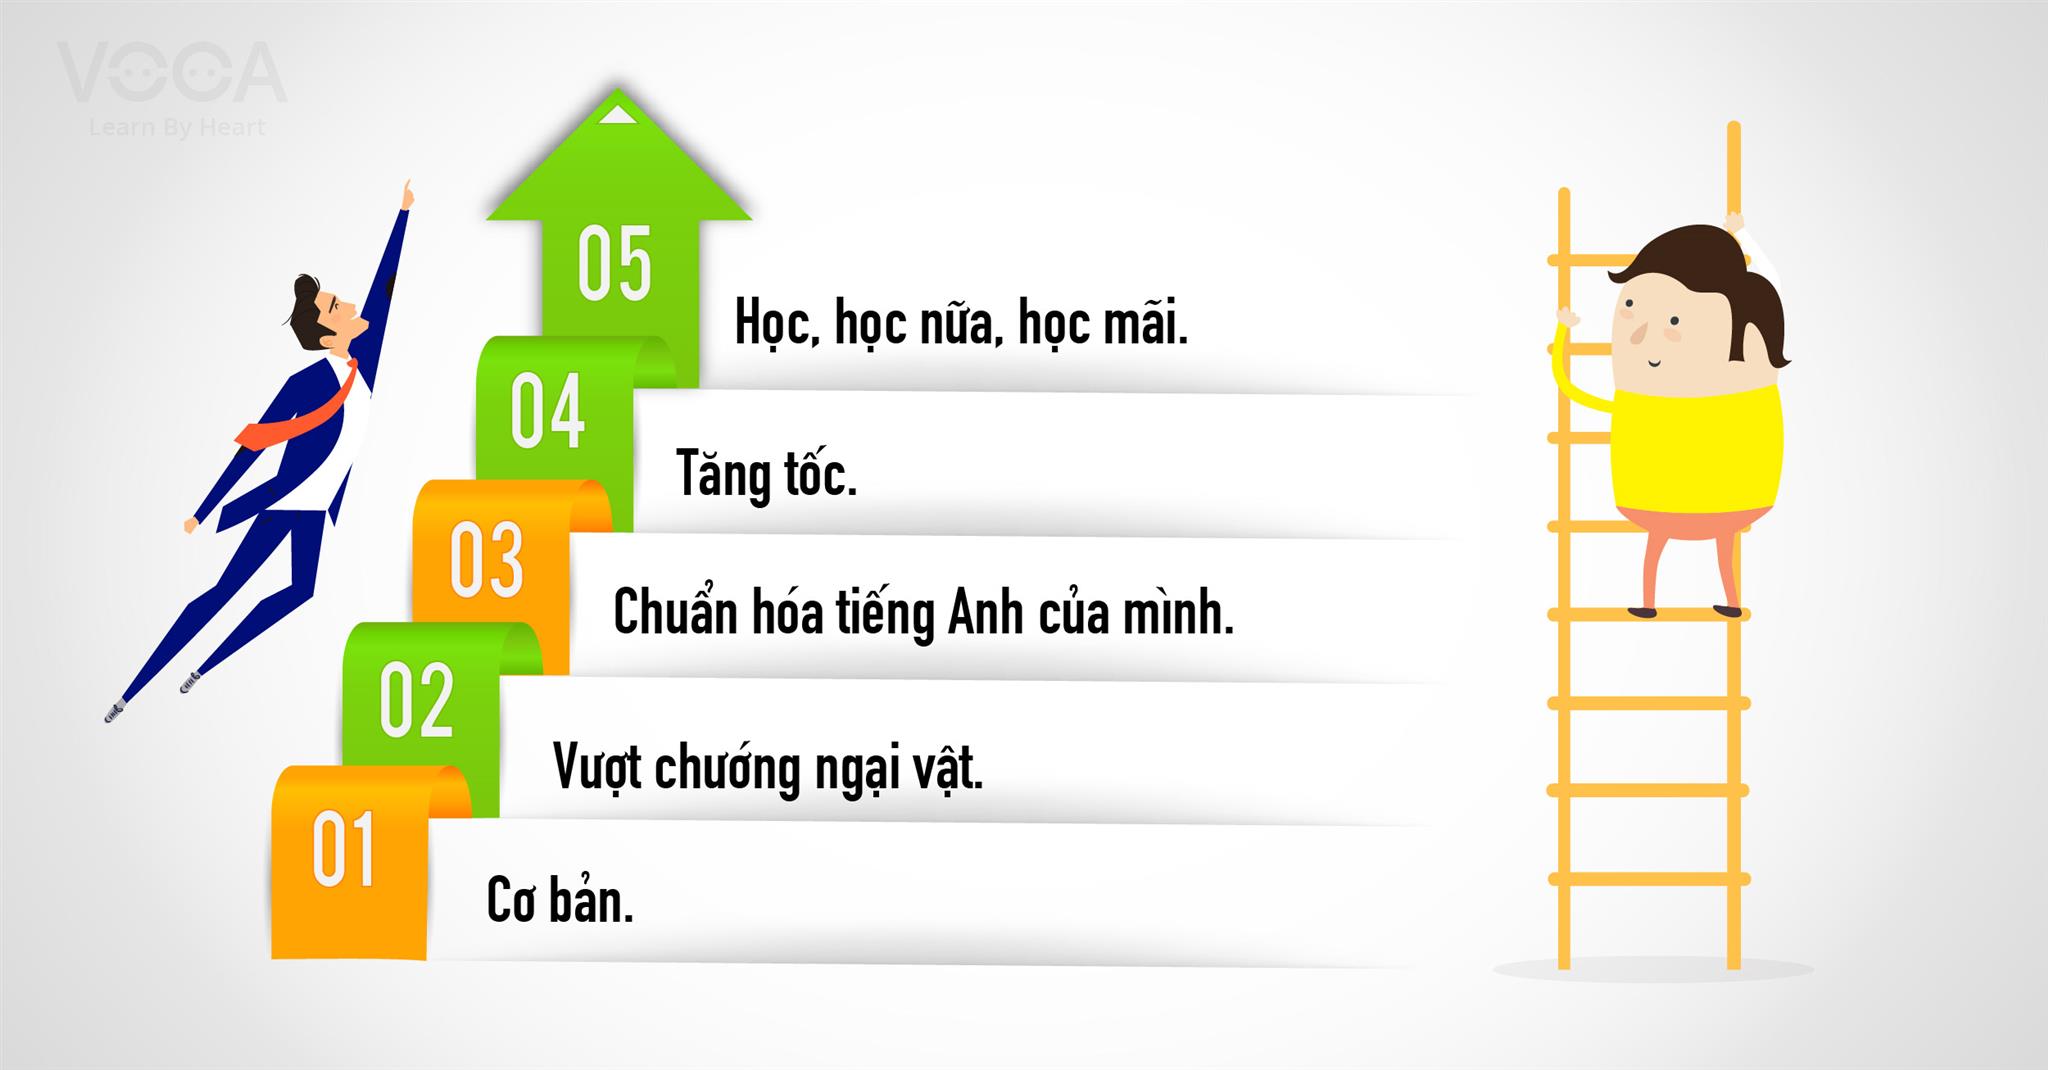 VOCA
Learn By Heart
05
Học, học nữa, học mãi.
04
Tăng tốc.
03
Chuẩn hóa tiếng Anh của mình.
02
Vượt chướng ngại vật.
01
Cơ bản.